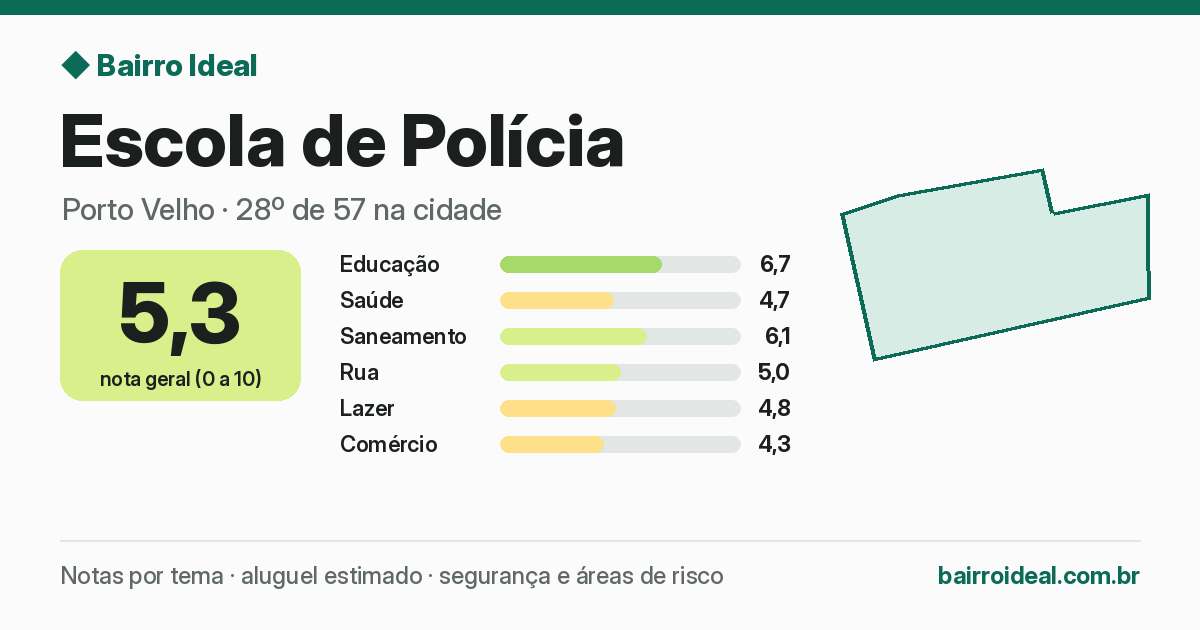 Bairro Ideal
Escola de Polícia
Porto Velho · 28º de 57 na cidade
5,3
nota geral (0 a 10)
Educação 6,7
Saúde 4,7
Saneamento 6,1
Rua 5,0
Lazer 4,8
Comércio 4,3
Notas por tema · aluguel estimado · segurança e áreas de risco
bairroideal.com.br